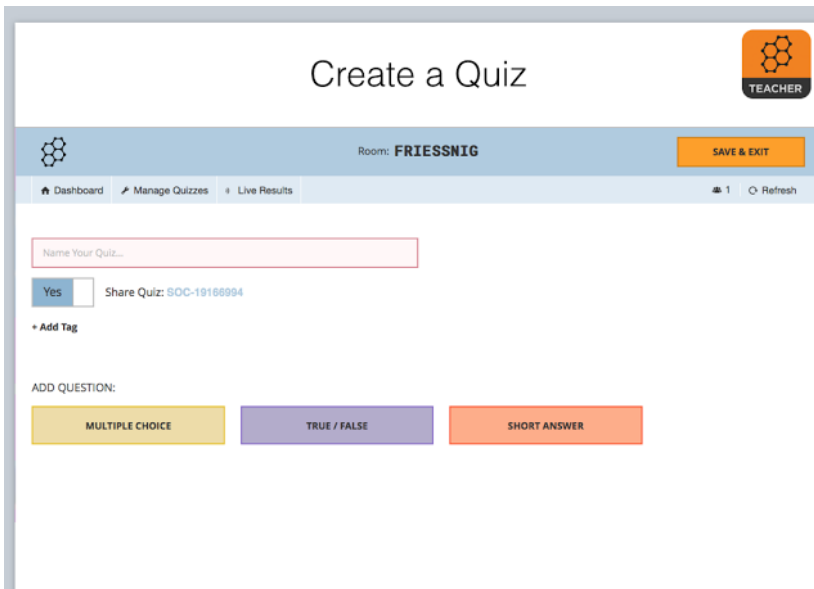 Create a Quiz
TEACHER
Room: FRIESSNIG
SAVE & EXIT
Dashboard Manage Quizzes Live Results 1 Refresh
Name Your Quiz...
Yes Share Quiz: SOC-19166994
+ Add Tag
ADD QUESTION:
MULTIPLE CHOICE TRUE / FALSE SHORT ANSWER